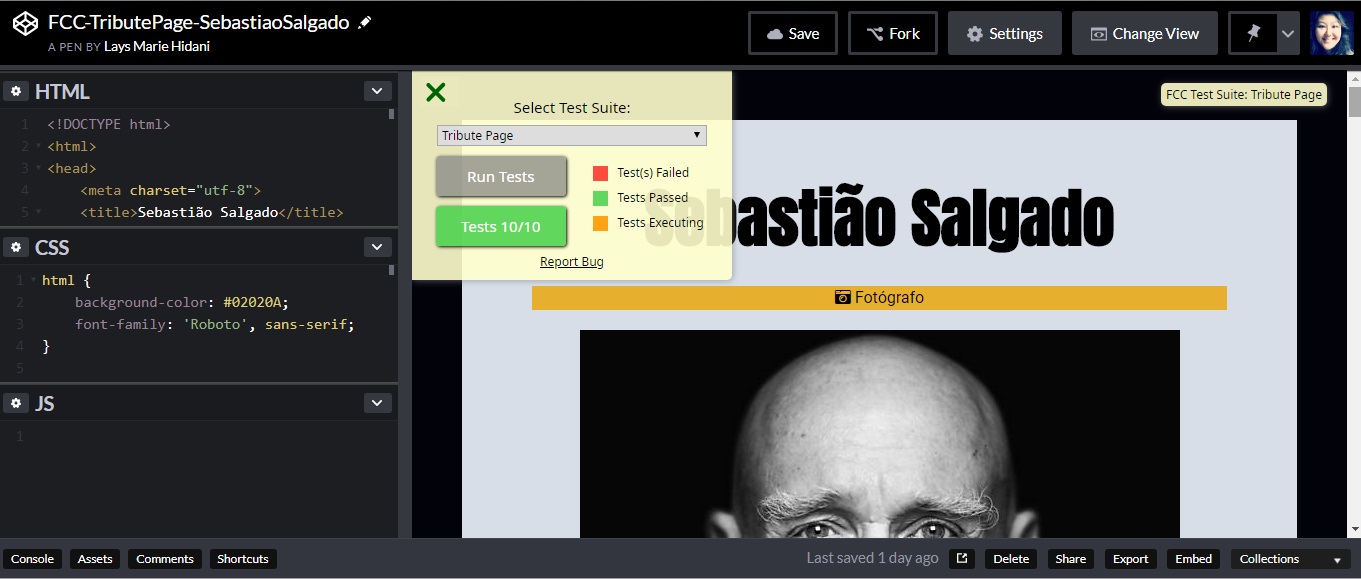 FCC-TributePage-SebastiaoSalgado
A PEN BY Lays Marie Hidani
Save
Fork
Settings
Change View
HTML
1 <!DOCTYPE html>
2 <html>
3 <head>
4 <meta charset="utf-8">
5 <title>Sebastião Salgado</title>
CSS
1 html {
2 background-color: #02020A;
3 font-family: 'Roboto', sans-serif;
4 }
5
JS
1
Select Test Suite:
Tribute Page
Run Tests
Tests 10/10
Test(s) Failed
Tests Passed
Tests Executing
Report Bug
FCC Test Suite: Tribute Page
Sebastião Salgado
Fotógrafo
Console
Assets
Comments
Shortcuts
Last saved 1 day ago
Delete
Share
Export
Embed
Collections